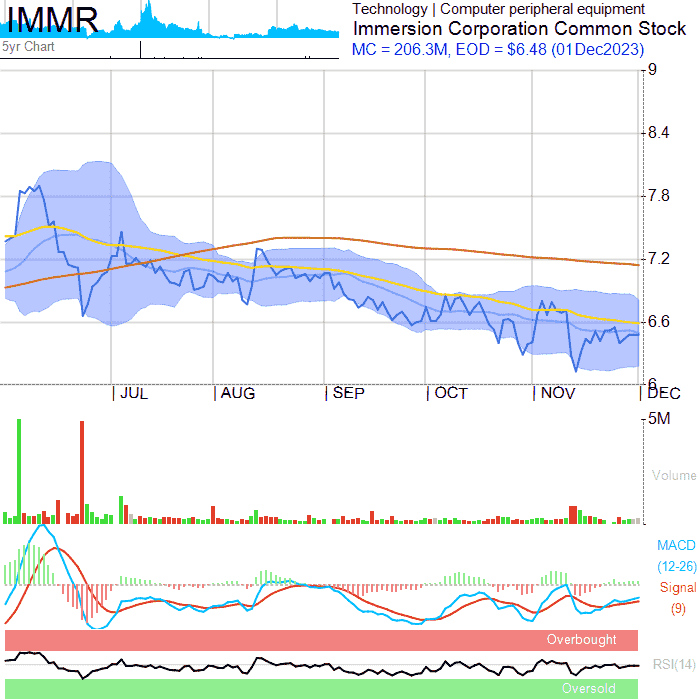 IMMR
5yr Chart
Technology | Computer peripheral equipment
Immersion Corporation Common Stock
MC = 206.3M, EOD = $6.48 (01Dec2023)
9
8.4
7.8
7.2
6.6
6
JUL AUG SEP OCT NOV DEC
5M
Volume
MACD
(12-26)
Signal
(9)
Overbought
RSI(14)
Oversold